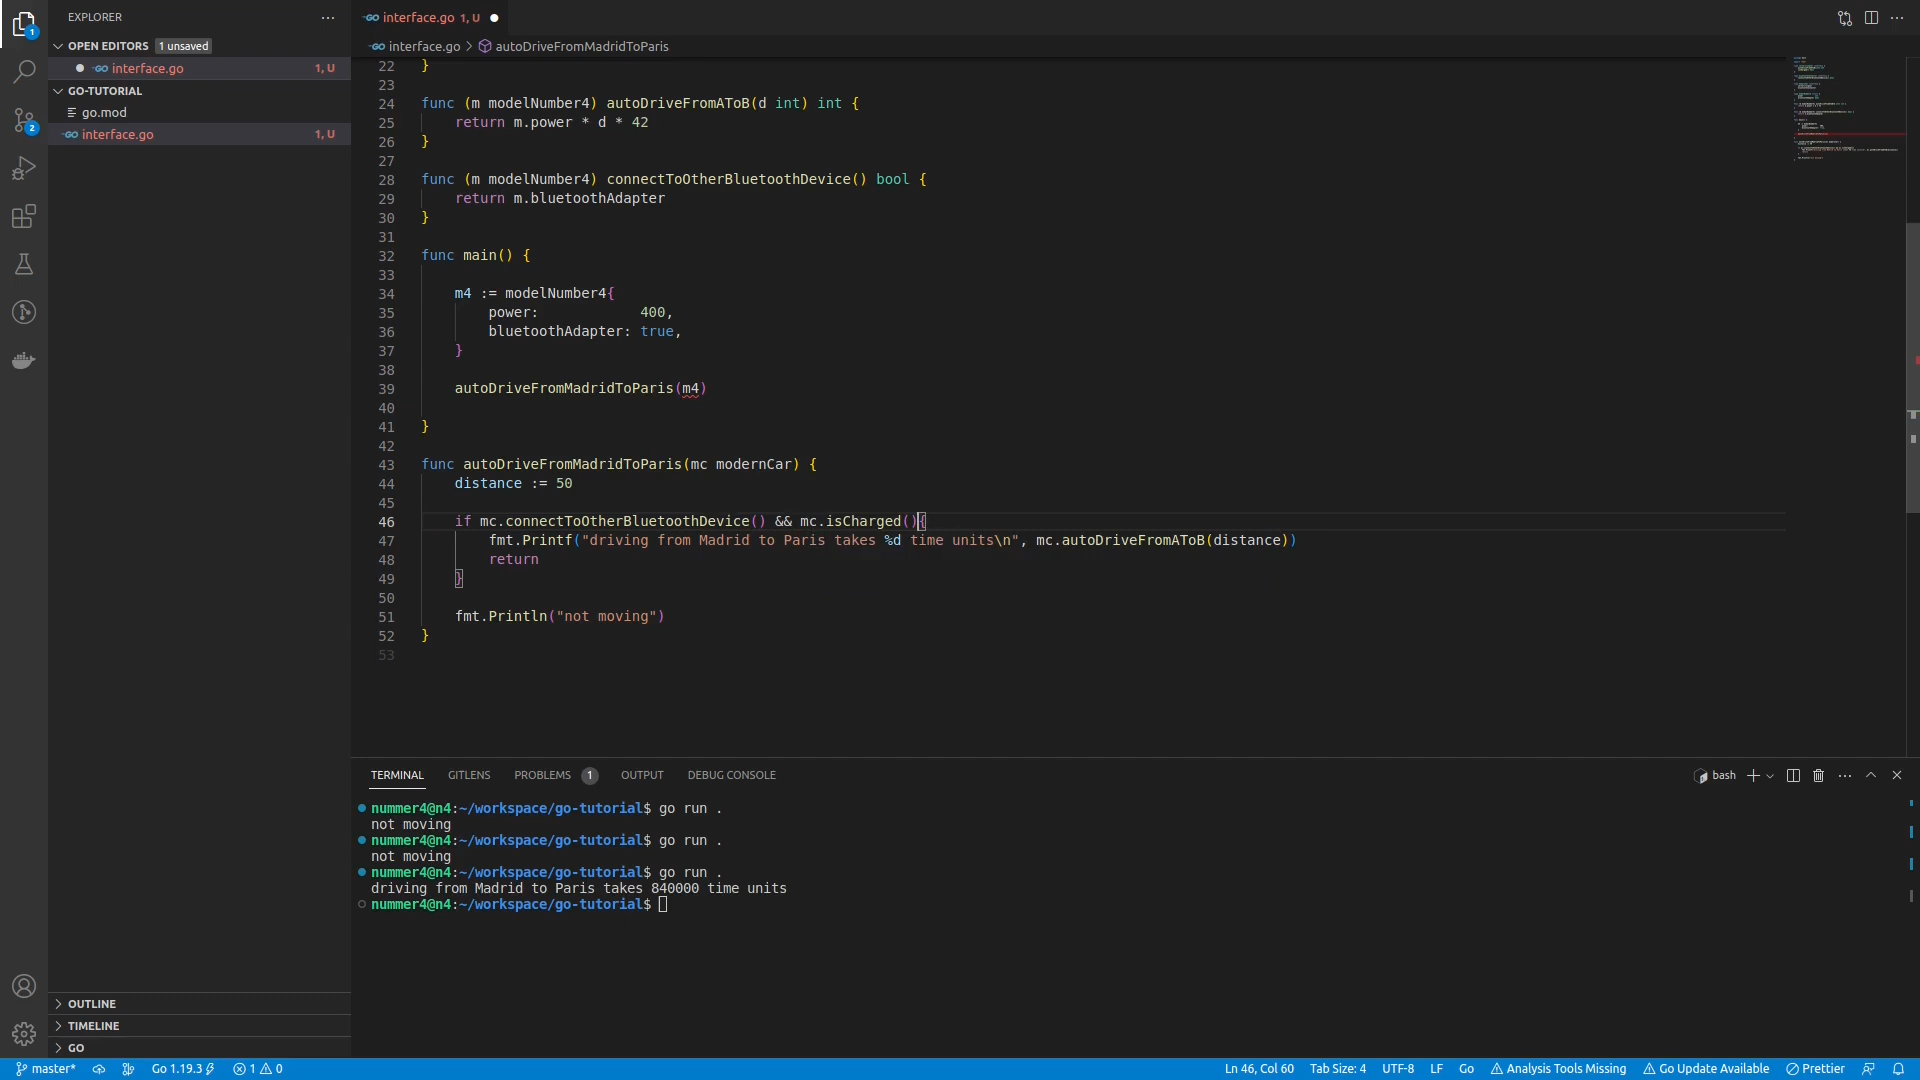 EXPLORER
OPEN EDITORS 1 unsaved
interface.go 1, U
GO-TUTORIAL
go.mod
interface.go 1, U
OUTLINE
TIMELINE
GO
interface.go 1, U
interface.go > autoDriveFromMadridToParis
22 }
23
24 func (m modelNumber4) autoDriveFromAToB(d int) int {
25 return m.power * d * 42
26 }
27
28 func (m modelNumber4) connectToOtherBluetoothDevice() bool {
29 return m.bluetoothAdapter
30 }
31
32 func main() {
33
34 m4 := modelNumber4{
35 power: 400,
36 bluetoothAdapter: true,
37 }
38
39 autoDriveFromMadridToParis(m4)
40
41 }
42
43 func autoDriveFromMadridToParis(mc modernCar) {
44 distance := 50
45
46 if mc.connectToOtherBluetoothDevice() && mc.isCharged(){
47 fmt.Printf("driving from Madrid to Paris takes %d time units\n", mc.autoDriveFromAToB(distance))
48 return
49 }
50
51 fmt.Println("not moving")
52 }
53
TERMINAL GITLENS PROBLEMS 1 OUTPUT DEBUG CONSOLE
bash
nummer4@n4:~/workspace/go-tutorial$ go run .
not moving
nummer4@n4:~/workspace/go-tutorial$ go run .
not moving
nummer4@n4:~/workspace/go-tutorial$ go run .
driving from Madrid to Paris takes 840000 time units
nummer4@n4:~/workspace/go-tutorial$
master* Go 1.19.3 1 0 Ln 46, Col 60 Tab Size: 4 UTF-8 LF Go Analysis Tools Missing Go Update Available Prettier